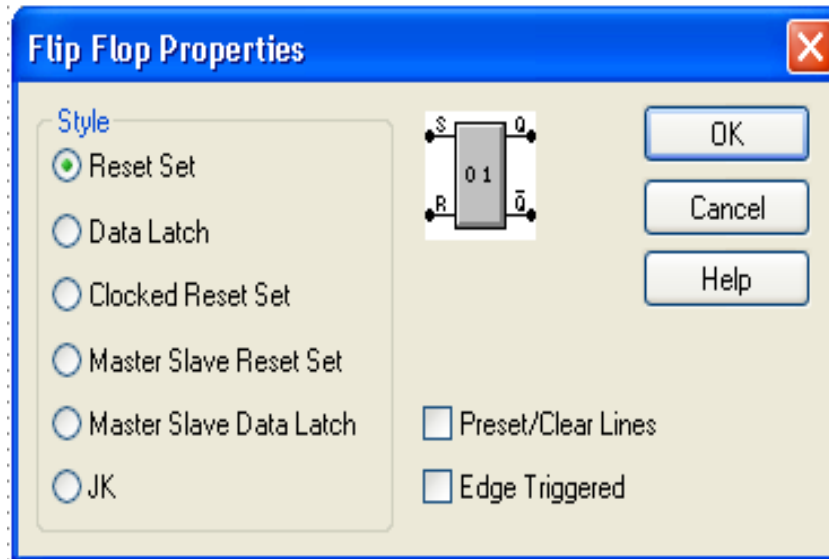 Flip Flop Properties
Style
Reset Set
Data Latch
Clocked Reset Set
Master Slave Reset Set
Master Slave Data Latch
JK
S Q
0 1
R Q̅
Preset/Clear Lines
Edge Triggered
OK
Cancel
Help